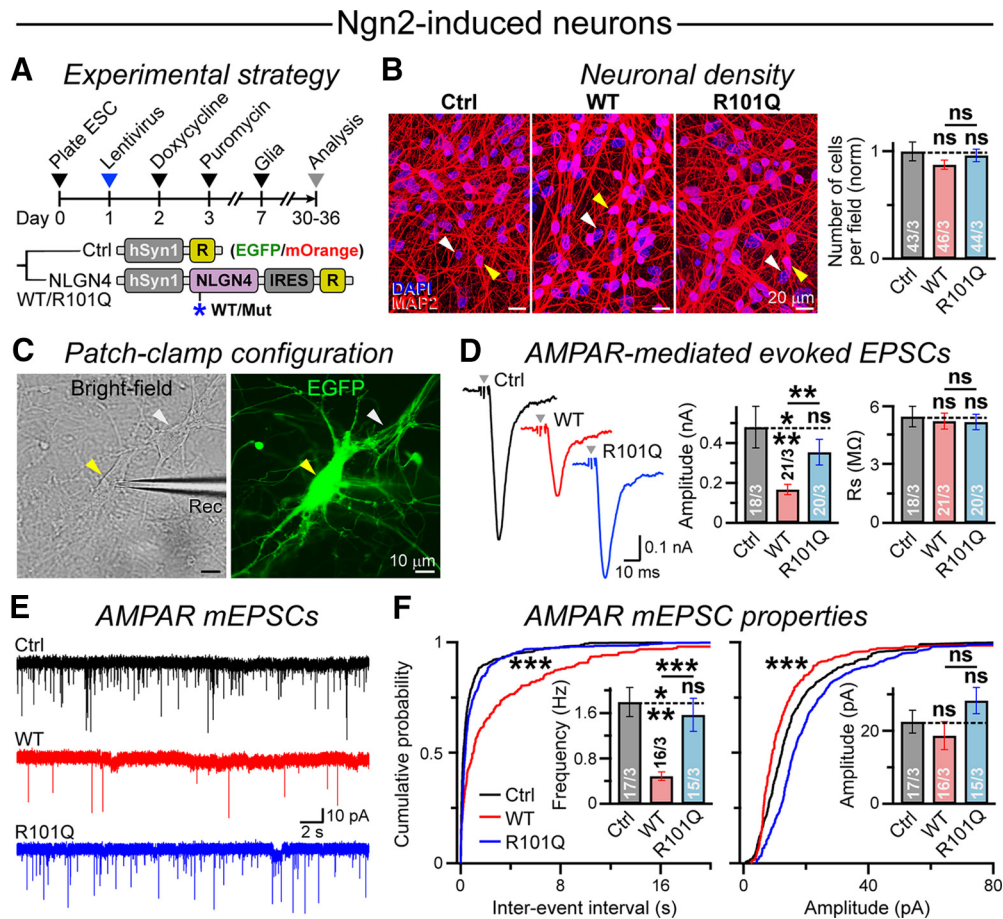 Ngn2-induced neurons
A
Experimental strategy
Plate ESC
Lentivirus
Doxycycline
Puromycin
Glia
Analysis
Day 0 1 2 3 7 30-36
Ctrl hSyn1 R (EGFP/mOrange)
NLGN4 hSyn1 NLGN4 IRES R
WT/R101Q
* WT/Mut
B
Neuronal density
Ctrl WT R101Q
DAPI
MAP2
20 μm
Number of cells
per field (norm)
1
0
ns
ns ns
43/3 46/3 44/3
Ctrl WT R101Q
C
Patch-clamp configuration
Bright-field
Rec
EGFP
10 μm
D
AMPAR-mediated evoked EPSCs
Ctrl
WT
R101Q
0.1 nA
10 ms
Amplitude (nA)
0.4
0.2
0
**
* ns
**
18/3 21/3 20/3
Ctrl WT R101Q
Rs (MΩ)
6
3
0
ns
ns ns
18/3 21/3 20/3
Ctrl WT R101Q
E
AMPAR mEPSCs
Ctrl
WT
10 pA
2 s
R101Q
F
AMPAR mEPSC properties
Cumulative probability
1
0.5
0
***
Ctrl
WT
R101Q
0 8 16
Inter-event interval (s)
Frequency (Hz)
1.6
0.8
0
***
* ns
**
17/3 16/3 15/3
Ctrl WT R101Q
1
0.5
0
***
0 20 40 60 80
Amplitude (pA)
Amplitude (pA)
20
0
ns
ns ns
17/3 16/3 15/3
Ctrl WT R101Q